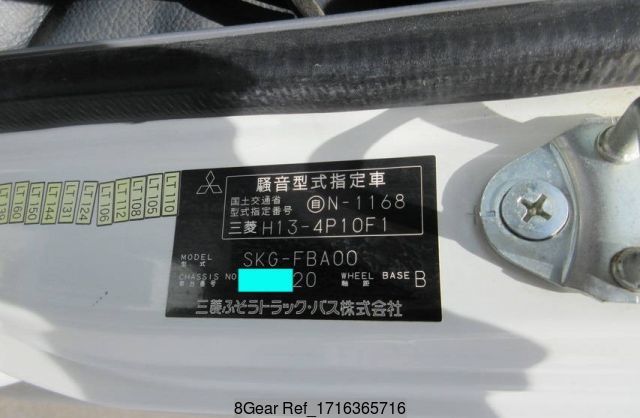 騒音型式指定車
国土交通省
型式指定番号 自N-1168
三菱 H13-4P10F1
MODEL
型式 SKG-FBA00
CHASSIS NO
車台番号 20
WHEEL BASE
軸距 B
三菱ふそうトラック・バス株式会社
LT110
LT105
LT108
LT112
LT106
LT124
LT131
LT144
LT150
LT160
8Gear Ref_1716365716